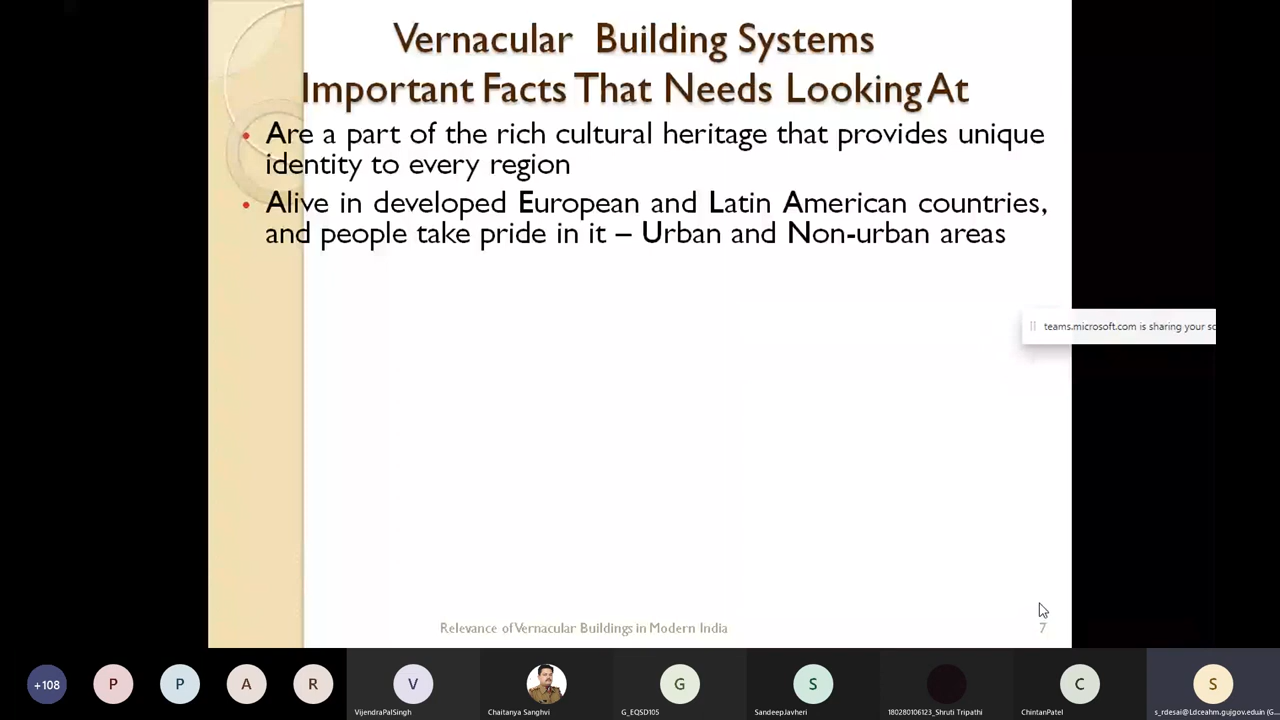 Vernacular Building Systems
Important Facts That Needs Looking At
• Are a part of the rich cultural heritage that provides unique
identity to every region
• Alive in developed European and Latin American countries,
and people take pride in it – Urban and Non-urban areas
teams.microsoft.com is sharing your sc
Relevance of Vernacular Buildings in Modern India
7
+108
P
P
A
R
V
G
S
C
S
VijendraPalSingh
Chaitanya Sanghvi
G_EQSD105
SandeepJavheri
180280106123_Shruti Tripathi
ChintanPatel
s_rdesai@Ldceahm.gujgov.edu.in (G...